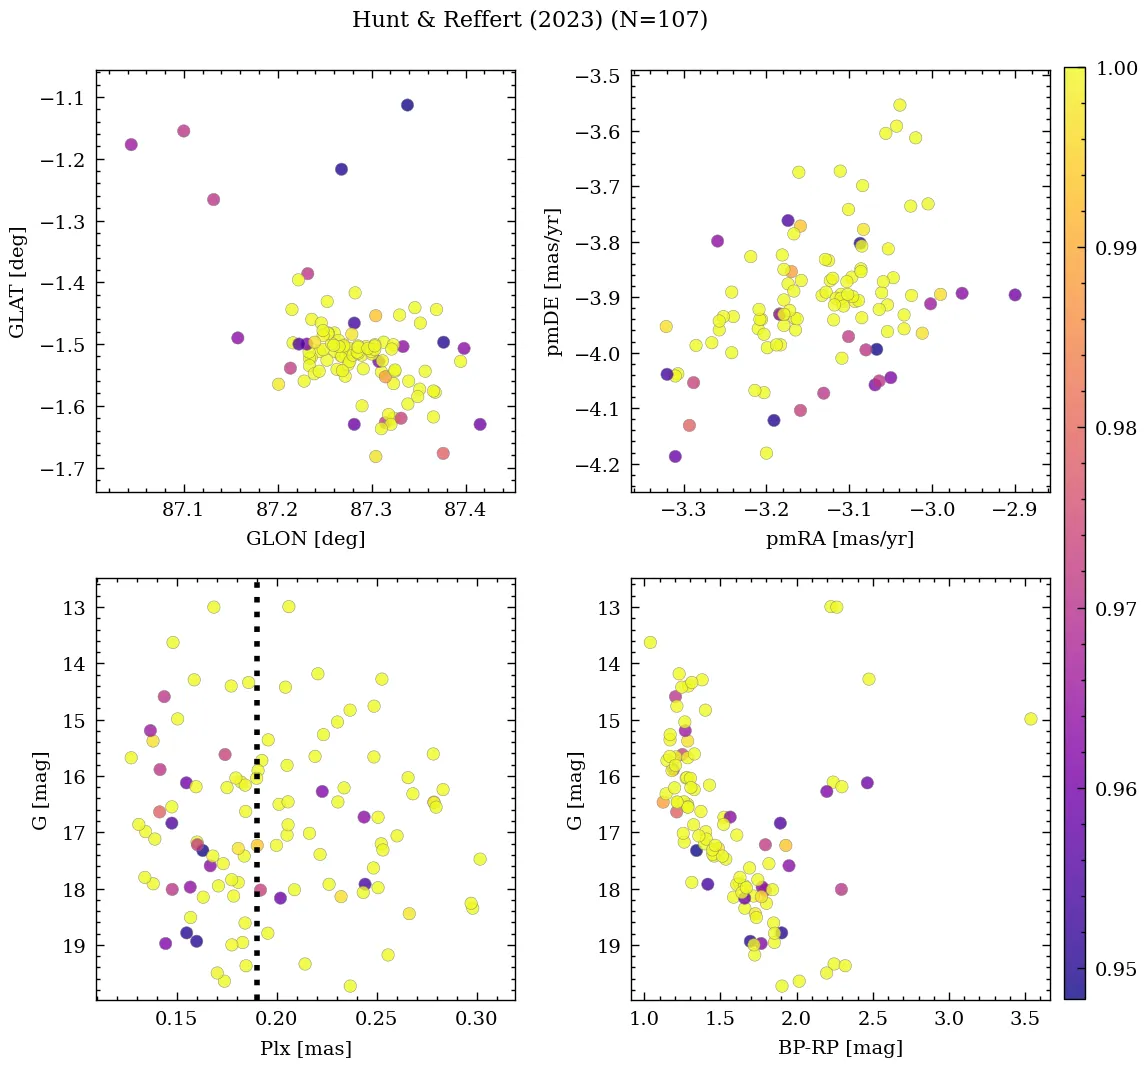 Hunt & Reffert (2023) (N=107)
−1.1
−1.2
−1.3
−1.4
−1.5
−1.6
−1.7
GLAT [deg]
87.1 87.2 87.3 87.4
GLON [deg]
−3.5
−3.6
−3.7
−3.8
−3.9
−4.0
−4.1
−4.2
pmDE [mas/yr]
−3.3 −3.2 −3.1 −3.0 −2.9
pmRA [mas/yr]
1.00
0.99
0.98
0.97
0.96
0.95
13
14
15
16
17
18
19
G [mag]
0.15 0.20 0.25 0.30
Plx [mas]
13
14
15
16
17
18
19
G [mag]
1.0 1.5 2.0 2.5 3.0 3.5
BP-RP [mag]